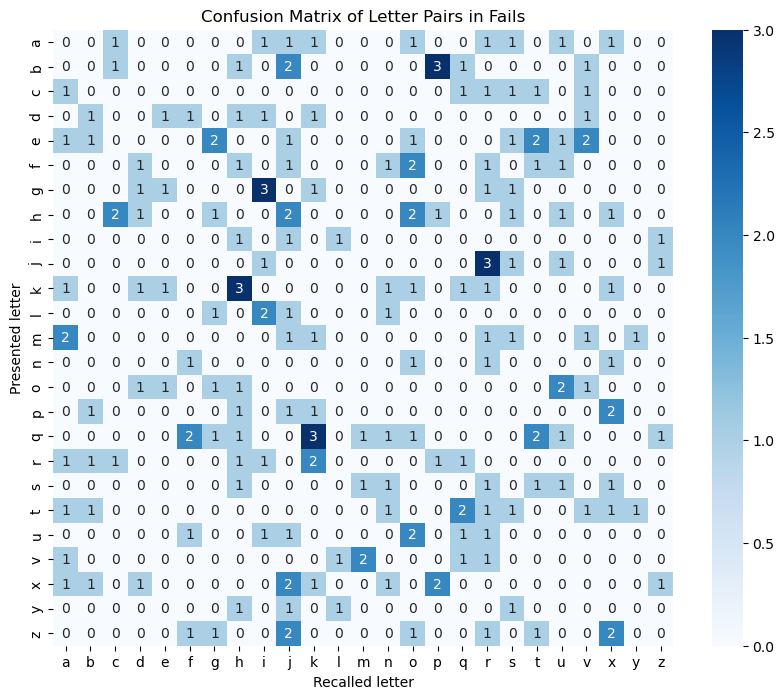 Confusion Matrix of Letter Pairs in Fails
Presented letter
a 0 0 1 0 0 0 0 0 1 1 1 0 0 0 1 0 0 1 1 0 1 0 1 0 0
b 0 0 1 0 0 0 0 1 0 2 0 0 0 0 0 3 1 0 0 0 0 1 0 0 0
c 1 0 0 0 0 0 0 0 0 0 0 0 0 0 0 0 1 1 1 1 0 1 0 0 0
d 0 1 0 0 1 1 0 1 1 0 1 0 0 0 0 0 0 0 0 0 0 1 0 0 0
e 1 1 0 0 0 0 2 0 0 1 0 0 0 0 1 0 0 0 1 2 1 2 0 0 0
f 0 0 0 1 0 0 0 1 0 1 0 0 0 1 2 0 0 1 0 1 1 0 0 0 0
g 0 0 0 1 1 0 0 0 3 0 1 0 0 0 0 0 0 1 1 0 0 0 0 0 0
h 0 0 2 1 0 0 1 0 0 2 0 0 0 0 2 1 0 0 1 0 1 0 1 0 0
i 0 0 0 0 0 0 0 1 0 1 0 1 0 0 0 0 0 0 0 0 0 0 0 0 1
j 0 0 0 0 0 0 0 0 1 0 0 0 0 0 0 0 0 3 1 0 1 0 0 0 1
k 1 0 0 1 1 0 0 3 0 0 0 0 0 1 1 0 1 1 0 0 0 0 1 0 0
l 0 0 0 0 0 0 1 0 2 1 0 0 0 1 0 0 0 0 0 0 0 0 0 0 0
m 2 0 0 0 0 0 0 0 0 1 1 0 0 0 0 0 0 1 1 0 0 1 0 1 0
n 0 0 0 0 0 1 0 0 0 0 0 0 0 0 1 0 0 1 0 0 0 0 1 0 0
o 0 0 0 1 1 0 1 1 0 0 0 0 0 0 0 0 0 0 0 0 2 1 0 0 0
p 0 1 0 0 0 0 0 1 0 1 1 0 0 0 0 0 0 0 0 0 0 0 2 0 0
q 0 0 0 0 0 2 1 1 0 0 3 0 1 1 1 0 0 0 0 2 1 0 0 0 1
r 1 1 1 0 0 0 0 1 1 0 2 0 0 0 0 1 1 0 0 0 0 0 0 0 0
s 0 0 0 0 0 0 0 1 0 0 0 0 1 1 0 0 0 1 0 1 1 0 1 0 0
t 1 1 0 0 0 0 0 0 0 0 0 0 0 1 0 0 2 1 1 0 0 1 1 1 0
u 0 0 0 0 0 1 0 0 1 1 0 0 0 0 2 0 1 1 0 0 0 0 0 0 0
v 1 0 0 0 0 0 0 0 0 0 0 1 2 0 0 0 1 1 0 0 0 0 0 0 0
x 1 1 0 1 0 0 0 0 0 2 1 0 0 1 0 2 0 0 0 0 0 0 0 0 1
y 0 0 0 0 0 0 0 1 0 1 0 1 0 0 0 0 0 0 1 0 0 0 0 0 0
z 0 0 0 0 0 1 1 0 0 2 0 0 0 0 1 0 0 1 0 1 0 0 2 0 0
a b c d e f g h i j k l m n o p q r s t u v x y z
Recalled letter
3.0
2.5
2.0
1.5
1.0
0.5
0.0